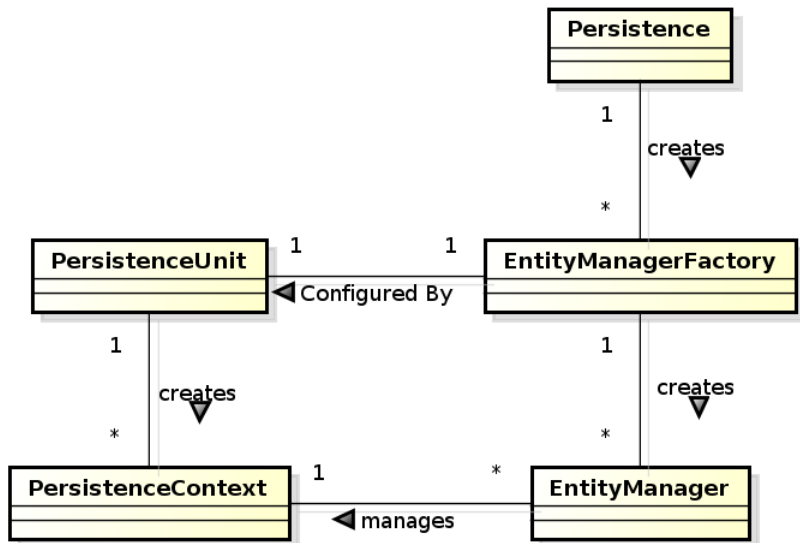 Persistence
1
creates
*
PersistenceUnit
1
1
EntityManagerFactory
Configured By
1
creates
*
1
creates
*
PersistenceContext
1
*
EntityManager
manages